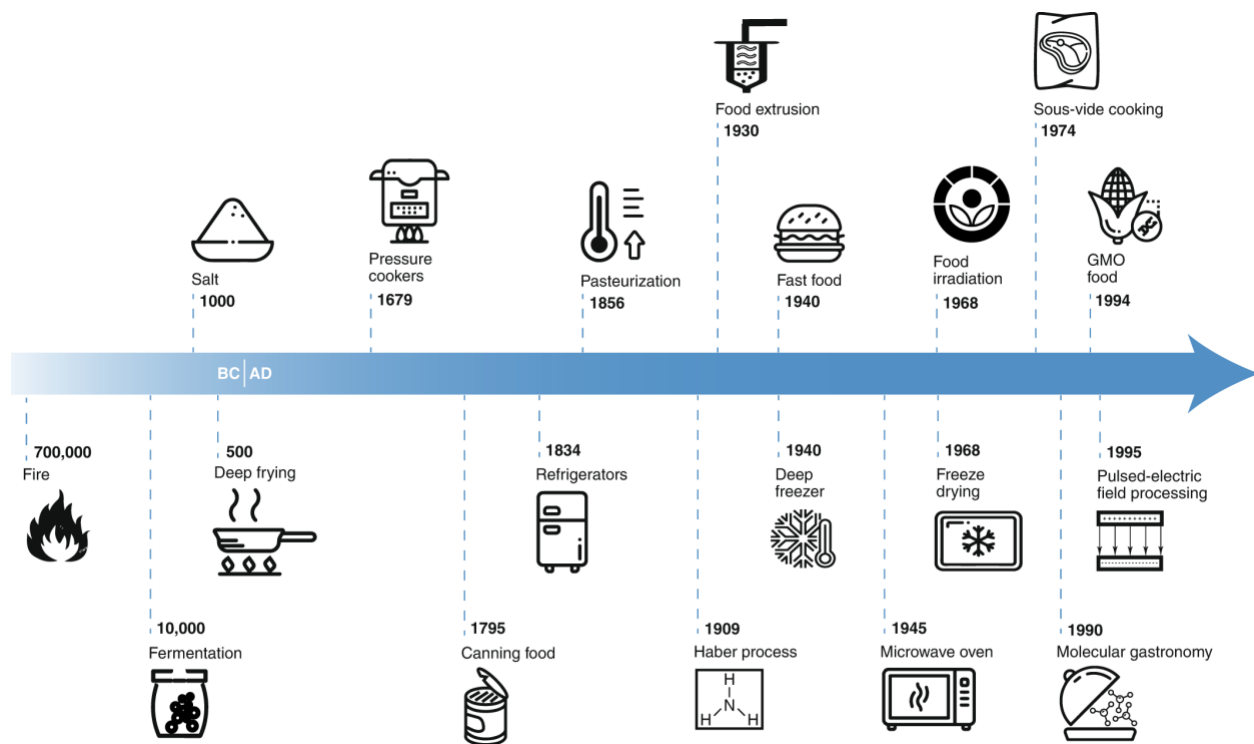 Food extrusion
1930
Sous-vide cooking
1974
Salt
1000
Pressure
cookers
1679
Pasteurization
1856
Fast food
1940
Food
irradiation
1968
GMO
food
1994
BC AD
700,000
Fire
500
Deep frying
1834
Refrigerators
1940
Deep
freezer
1968
Freeze
drying
1995
Pulsed-electric
field processing
10,000
Fermentation
1795
Canning food
1909
Haber process
H
N
H H
1945
Microwave oven
1990
Molecular gastronomy